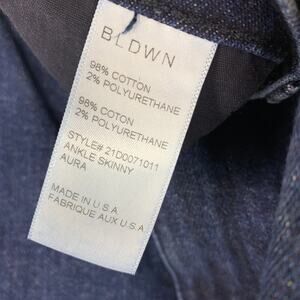 BLDWN
98% COTTON
2% POLYURETHANE
98% COTON
2% POLYURETHANE
STYLE# 21D0071011
ANKLE SKINNY
AURA
MADE IN U.S.A
FABRIQUE AUX U.S.A.